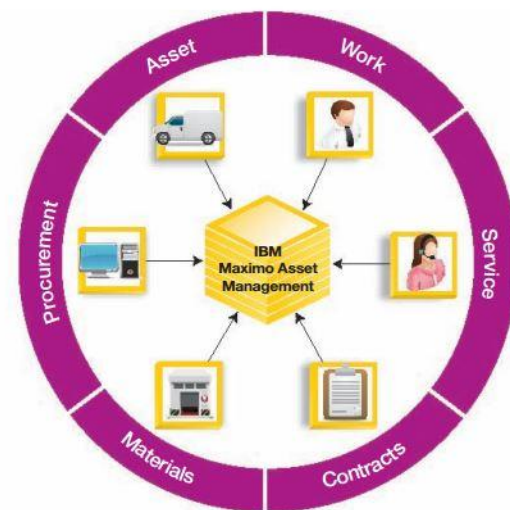 Asset
Work
Procurement
IBM
Maximo Asset
Management
Service
Materials
Contracts